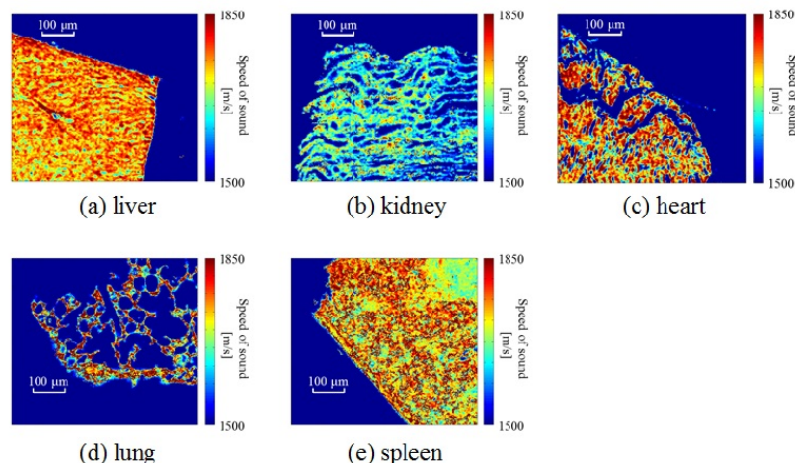 100 μm
1850
Speed of sound
[m/s]
1500
(a) liver
100 μm
1850
Speed of sound
[m/s]
1500
(b) kidney
100 μm
1850
Speed of sound
[m/s]
1500
(c) heart
1850
Speed of sound
[m/s]
100 μm
1500
(d) lung
1850
Speed of sound
[m/s]
100 μm
1500
(e) spleen